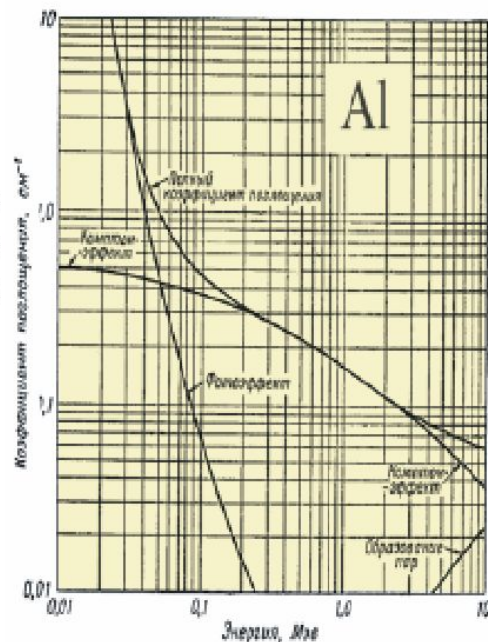 10
Al
Полный
коэффициент поглощения
1,0
Комптон-
-эффект
Коэффициент поглощения, см⁻¹
Фотоэффект
1,1
Комптон-
-эффект
Образование
пар
0,01
0,01
0,1
1,0
10
Энергия, Мэв